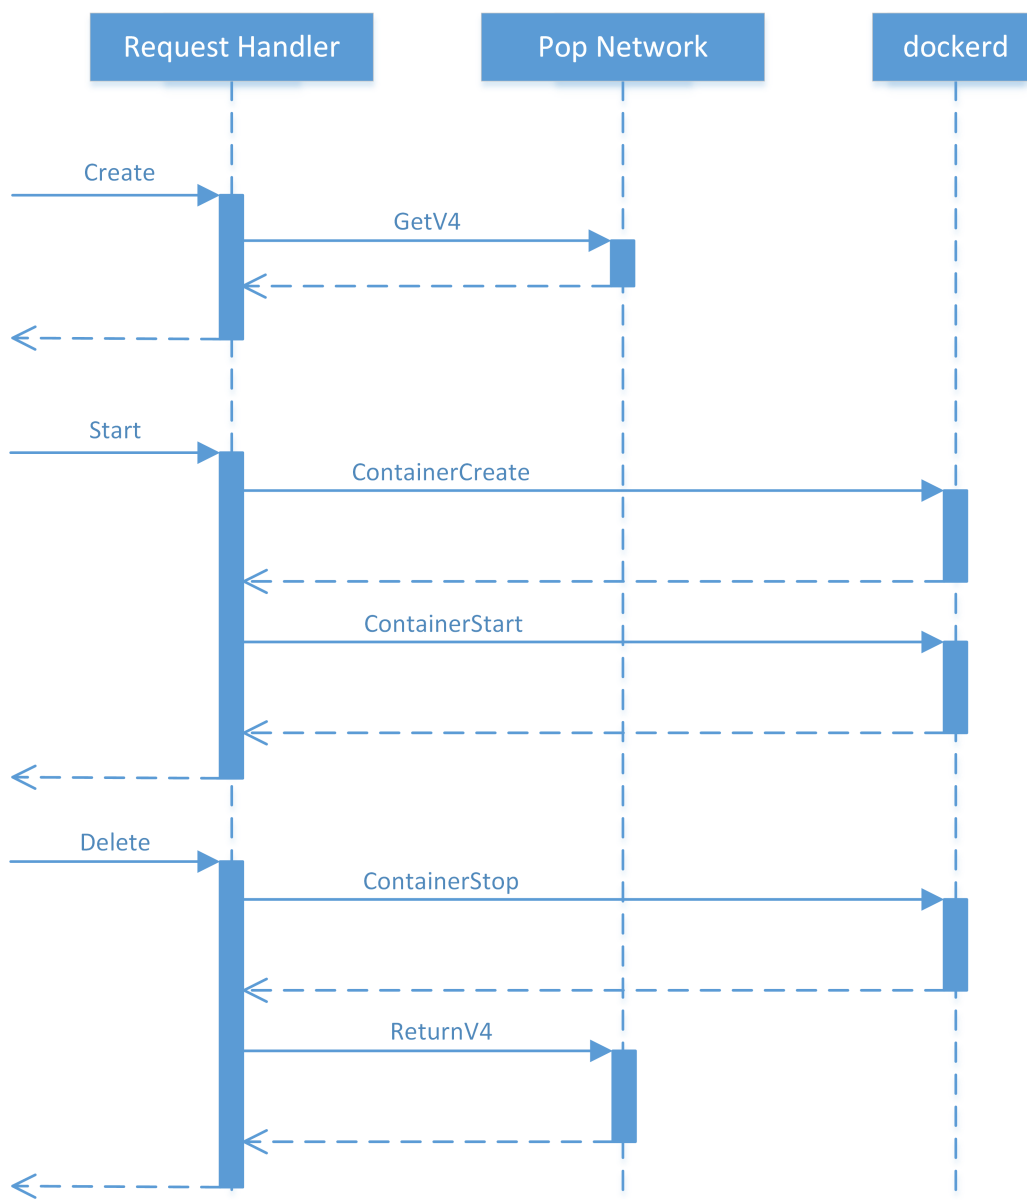 Request Handler
Pop Network
dockerd
Create
GetV4
Start
ContainerCreate
ContainerStart
Delete
ContainerStop
ReturnV4